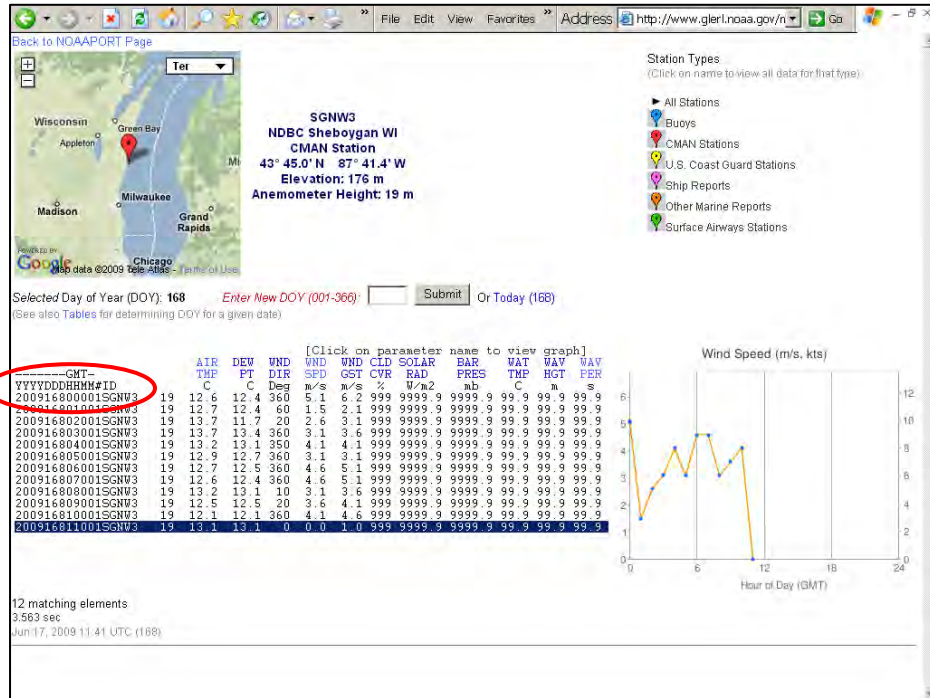 » File Edit View Favorites » Address http://www.glerl.noaa.gov/n Go
Back to NOAAPORT Page
Ter
Wisconsin
Green Bay
Appleton
Mi
Milwaukee
Madison
Grand
Rapids
Chicago
POWERED BY
Google
Map data ©2009 Tele Atlas - Terms of Use
SGNW3
NDBC Sheboygan WI
CMAN Station
43° 45.0' N 87° 41.4' W
Elevation: 176 m
Anemometer Height: 19 m
Station Types
(Click on name to view all data for that type)
All Stations
Buoys
CMAN Stations
U.S. Coast Guard Stations
Ship Reports
Other Marine Reports
Surface Airways Stations
Selected Day of Year (DOY): 168 Enter New DOY (001-366): Submit Or Today (168)
(See also Tables for determining DOY for a given date)
[Click on parameter name to view graph]
AIR DEW WND WND WND CLD SOLAR BAR WAT WAV WAV
-------GMT- TMP PT DIR SPD GST CVR RAD PRES TMP HGT PER
YYYYDDDHHMM#ID C C Deg m/s m/s % W/m2 mb C m s
200916800001SGNW3 19 12.6 12.4 360 5.1 6.2 999 9999.9 9999.9 99.9 99.9 99.9
200916801001SGNW3 19 12.7 12.4 60 1.5 2.1 999 9999.9 9999.9 99.9 99.9 99.9
200916802001SGNW3 19 13.7 11.7 20 2.6 3.1 999 9999.9 9999.9 99.9 99.9 99.9
200916803001SGNW3 19 13.7 13.4 360 3.1 3.6 999 9999.9 9999.9 99.9 99.9 99.9
200916804001SGNW3 19 13.2 13.1 350 4.1 4.1 999 9999.9 9999.9 99.9 99.9 99.9
200916805001SGNW3 19 12.9 12.7 360 3.1 3.1 999 9999.9 9999.9 99.9 99.9 99.9
200916806001SGNW3 19 12.7 12.5 360 4.6 5.1 999 9999.9 9999.9 99.9 99.9 99.9
200916807001SGNW3 19 12.6 12.4 360 4.6 5.1 999 9999.9 9999.9 99.9 99.9 99.9
200916808001SGNW3 19 13.2 13.1 10 3.1 3.6 999 9999.9 9999.9 99.9 99.9 99.9
200916809001SGNW3 19 12.5 12.5 20 3.6 4.1 999 9999.9 9999.9 99.9 99.9 99.9
200916810001SGNW3 19 12.1 12.1 360 4.1 4.6 999 9999.9 9999.9 99.9 99.9 99.9
200916811001SGNW3 19 13.1 13.1 0 0.0 1.0 999 9999.9 9999.9 99.9 99.9 99.9
Wind Speed (m/s, kts)
6
5
4
3
2
1
0
12
10
8
6
4
2
0
0 6 12 18 24
Hour of Day (GMT)
12 matching elements
3.563 sec
Jun 17, 2009 11:41 UTC (168)